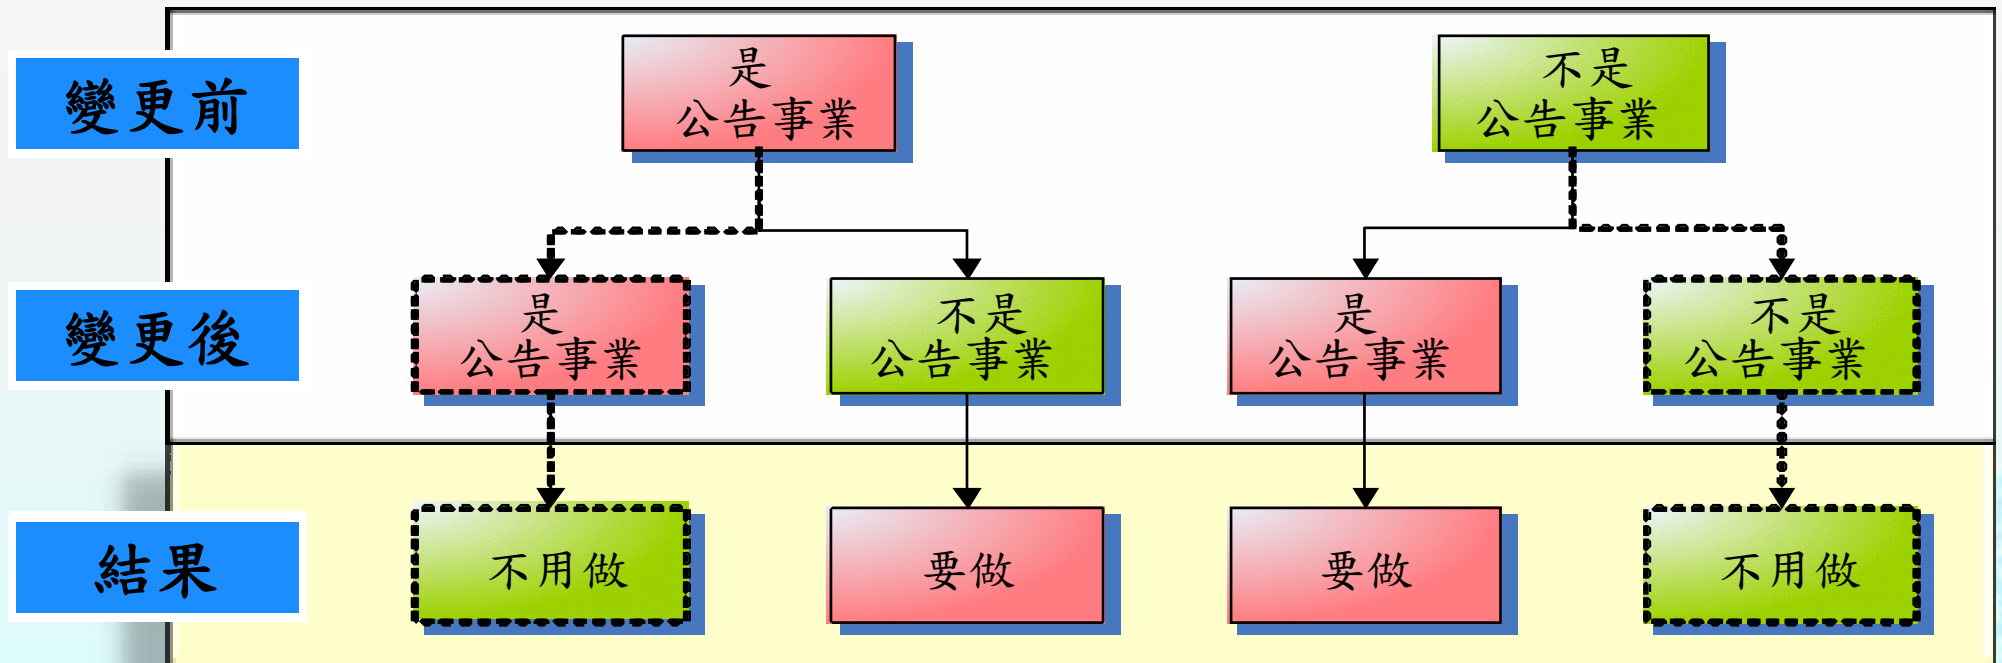 變更前
是
公告事業
不是
公告事業
變更後
是
公告事業
不是
公告事業
是
公告事業
不是
公告事業
結果
不用做
要做
要做
不用做